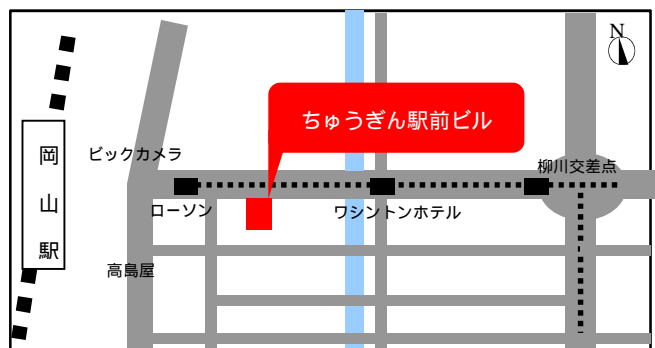 N
ちゅうぎん駅前ビル
岡山駅
ビックカメラ
柳川交差点
ローソン
ワシントンホテル
高島屋